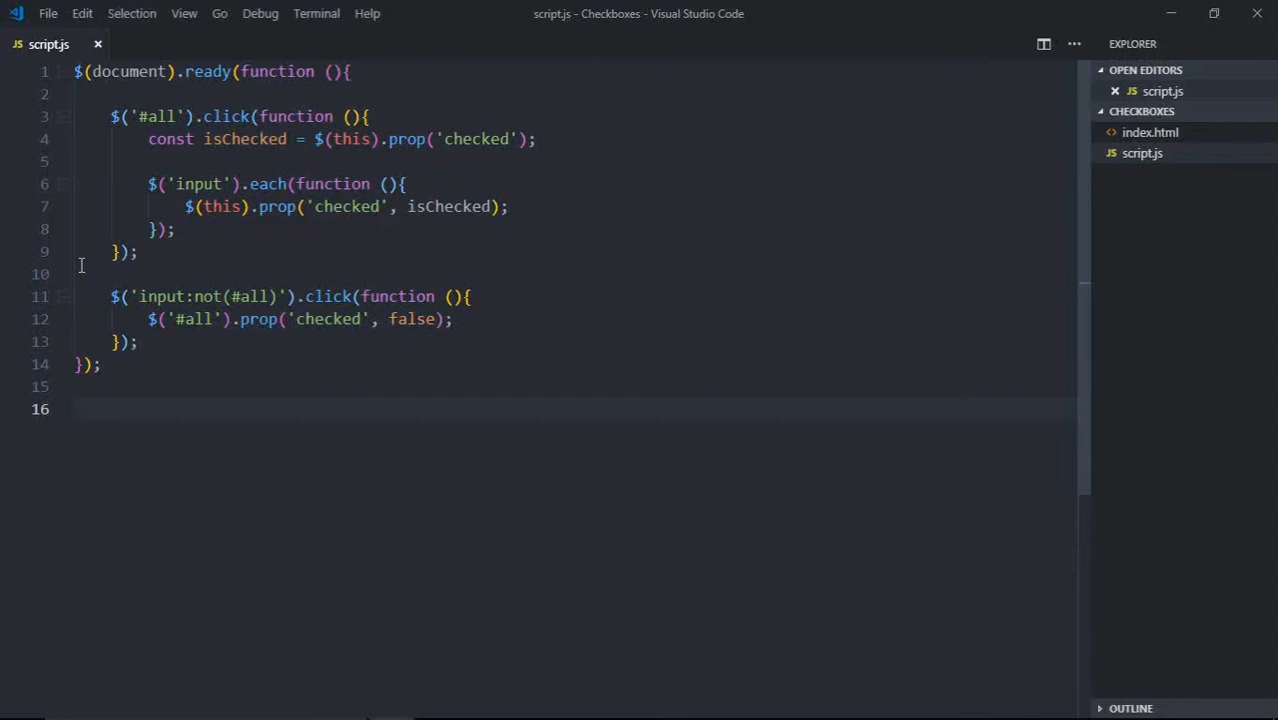 File Edit Selection View Go Debug Terminal Help script.js - Checkboxes - Visual Studio Code
JS script.js
EXPLORER
OPEN EDITORS
JS script.js
CHECKBOXES
<> index.html
JS script.js
OUTLINE
1 $(document).ready(function (){
2
3 $('#all').click(function (){
4 const isChecked = $(this).prop('checked');
5
6 $('input').each(function (){
7 $(this).prop('checked', isChecked);
8 });
9 });
10
11 $('input:not(#all)').click(function (){
12 $('#all').prop('checked', false);
13 });
14 });
15
16